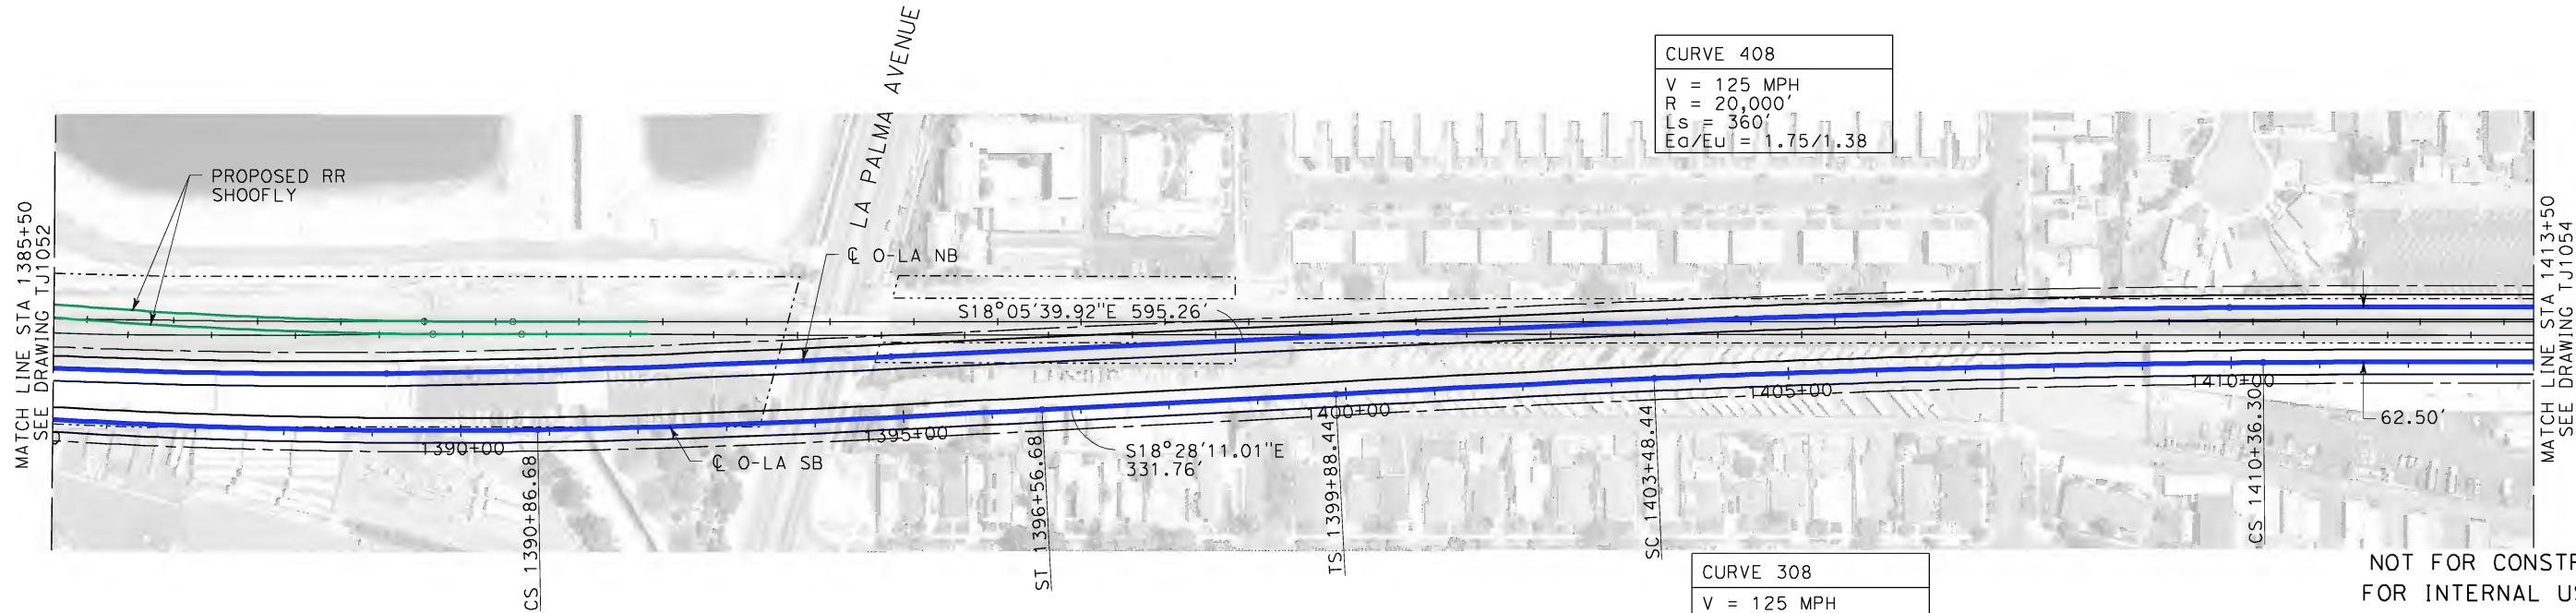 LA PALMA AVENUE
CURVE 408
V = 125 MPH
R = 20,000'
Ls = 360'
Ea/Eu = 1.75/1.38
PROPOSED RR
SHOOFLY
MATCH LINE STA 1385+50
SEE DRAWING TJ1052
℄ O-LA NB
S18°05'39.92"E 595.26'
MATCH LINE STA 1413+50
SEE DRAWING TJ1054
1390+00
1395+00
1400+00
1405+00
1410+00
62.50'
℄ O-LA SB
S18°28'11.01"E
331.76'
CS 1390+86.68
ST 1396+56.68
TS 1399+88.44
SC 1403+48.44
CS 1410+36.30
CURVE 308
V = 125 MPH
NOT FOR CONSTR
FOR INTERNAL U